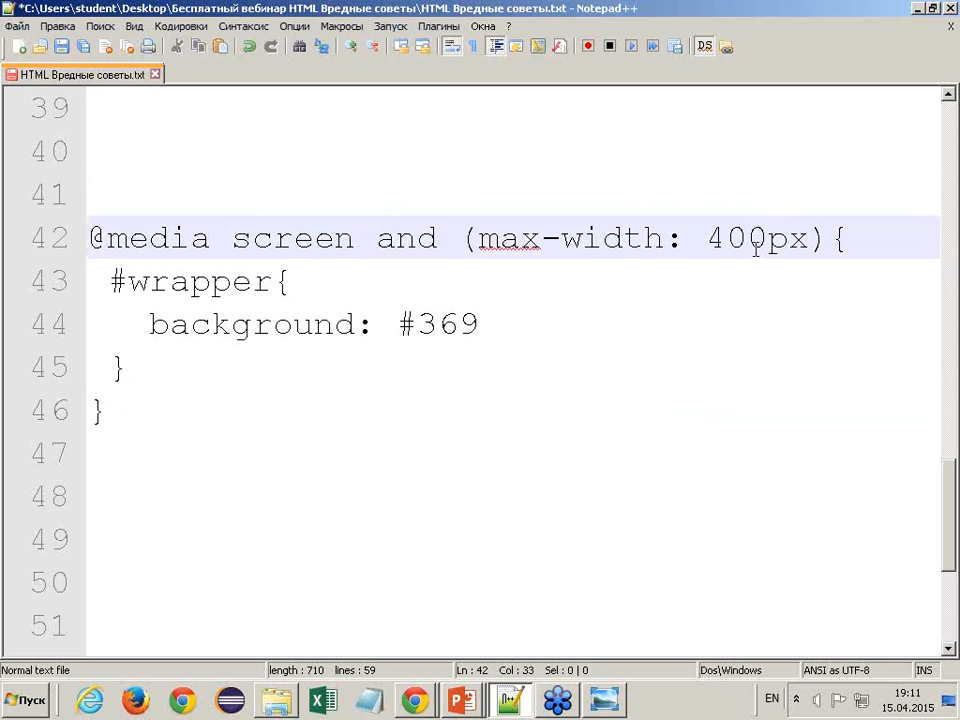 *C:\Users\student\Desktop\Бесплатный вебинар HTML Вредные советы\HTML Вредные советы.txt - Notepad++
Файл Правка Поиск Вид Кодировки Синтаксис Опции Макросы Запуск Плагины Окна ? X
HTML Вредные советы.txt
39
40
41
42 @media screen and (max-width: 400px){
43 #wrapper{
44 background: #369
45 }
46 }
47
48
49
50
51
Normal text file length : 710 lines : 59 Ln : 42 Col : 33 Sel : 0 | 0 Dos\Windows ANSI as UTF-8 INS
Пуск EN 19:11
15.04.2015